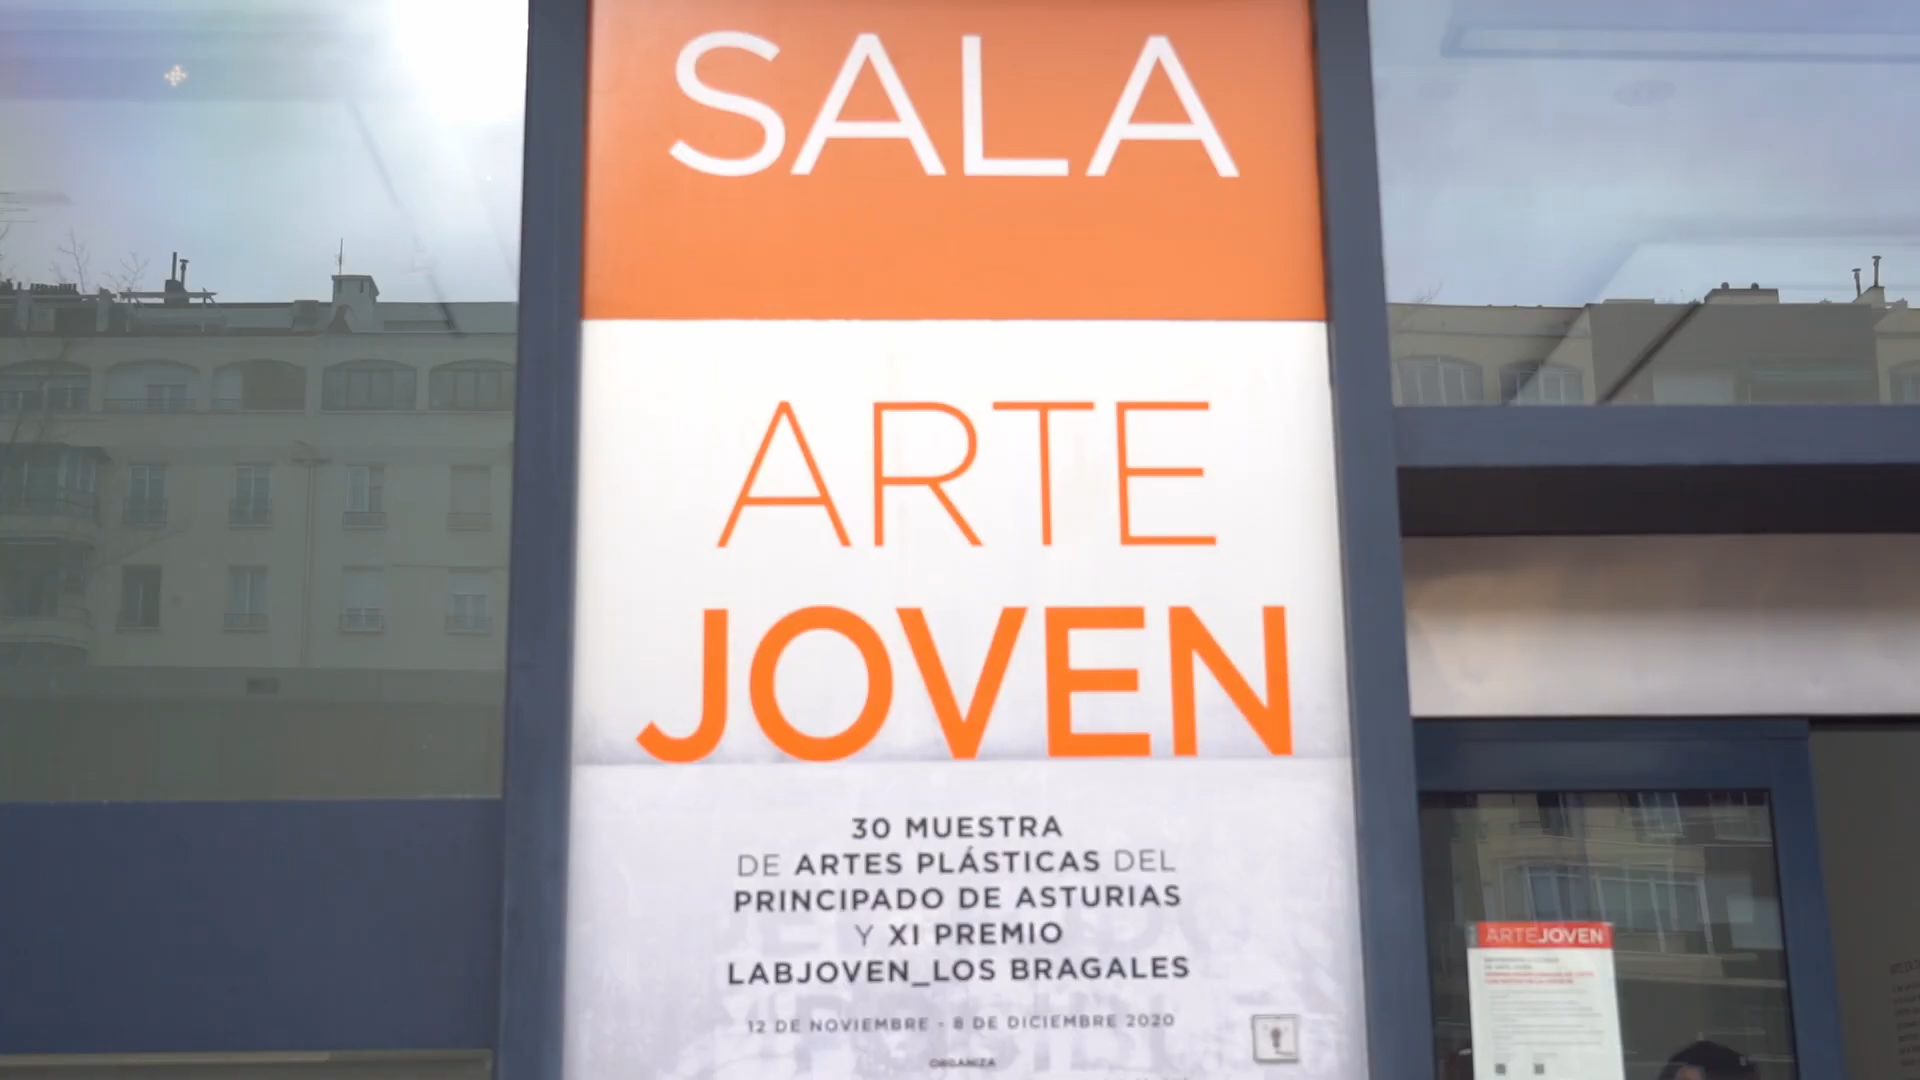 SALA
ARTE
JOVEN
30 MUESTRA
DE ARTES PLÁSTICAS DEL
PRINCIPADO DE ASTURIAS
Y XI PREMIO
LABJOVEN_LOS BRAGALES
12 DE NOVIEMBRE - 8 DE DICIEMBRE 2020
ORGANIZA
ARTEJOVEN